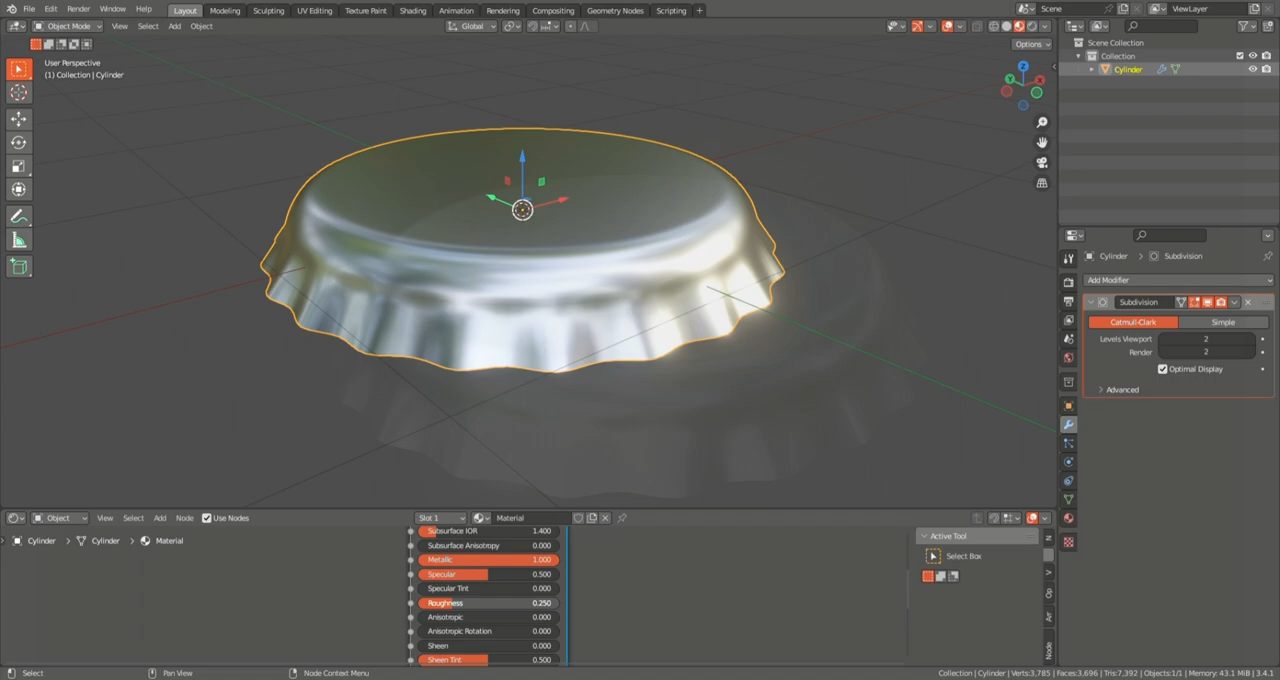 File Edit Render Window Help Layout Modeling Sculpting UV Editing Texture Paint Shading Animation Rendering Compositing Geometry Nodes Scripting + Scene ViewLayer
Object Mode View Select Add Object Global
Options
User Perspective
(1) Collection | Cylinder
Z
Y
X
Scene Collection
Collection
Cylinder
Cylinder > Subdivision
Add Modifier
Subdivision
Catmull-Clark Simple
Levels Viewport 2
Render 2
Optimal Display
Advanced
Object View Select Add Node Use Nodes Slot 1 Material
Cylinder > Cylinder > Material
Subsurface IOR 1.400
Subsurface Anisotropy 0.000
Metallic 1.000
Specular 0.500
Specular Tint 0.000
Roughness 0.250
Anisotropic 0.000
Anisotropic Rotation 0.000
Sheen 0.000
Sheen Tint 0.500
Active Tool
Select Box
Node
Select Pan View Node Context Menu Collection | Cylinder | Verts:3,785 | Faces:3,696 | Tris:7,392 | Objects:1/1 | Memory: 43.1 MiB | 3.4.1